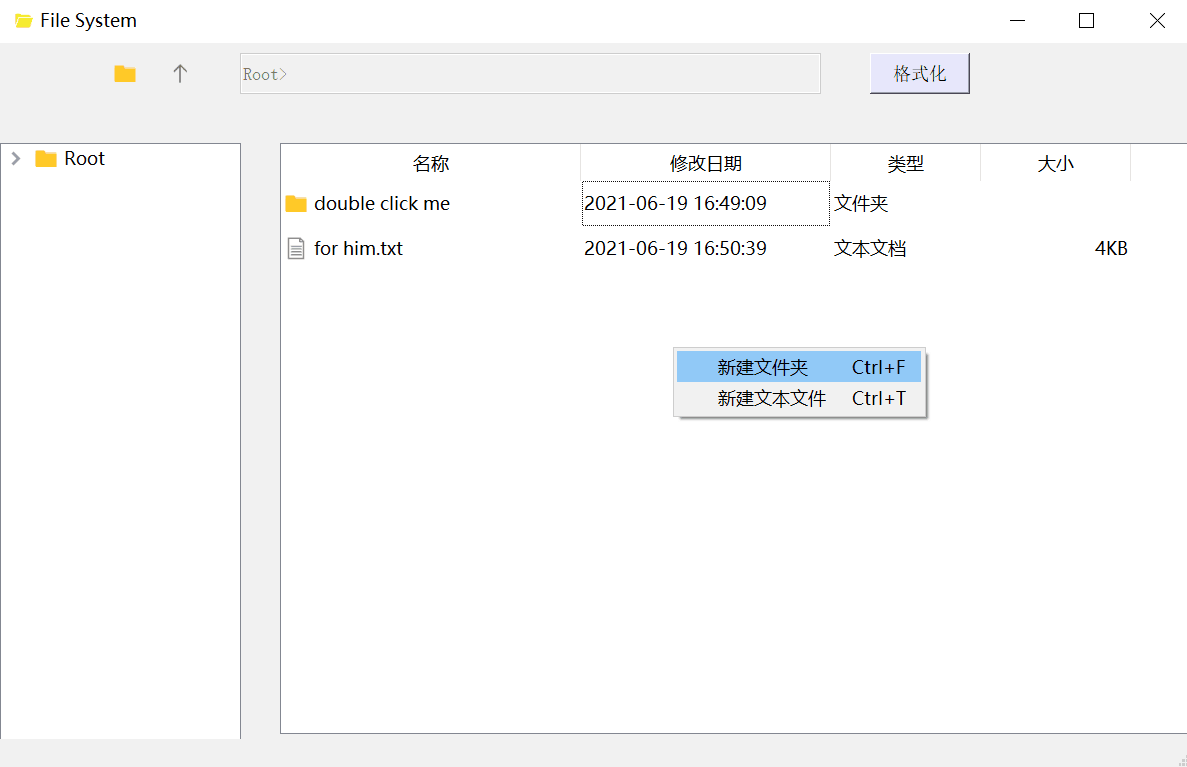 File System
Root>
格式化
Root
名称 修改日期 类型 大小
double click me 2021-06-19 16:49:09 文件夹
for him.txt 2021-06-19 16:50:39 文本文档 4KB
新建文件夹 Ctrl+F
新建文本文件 Ctrl+T